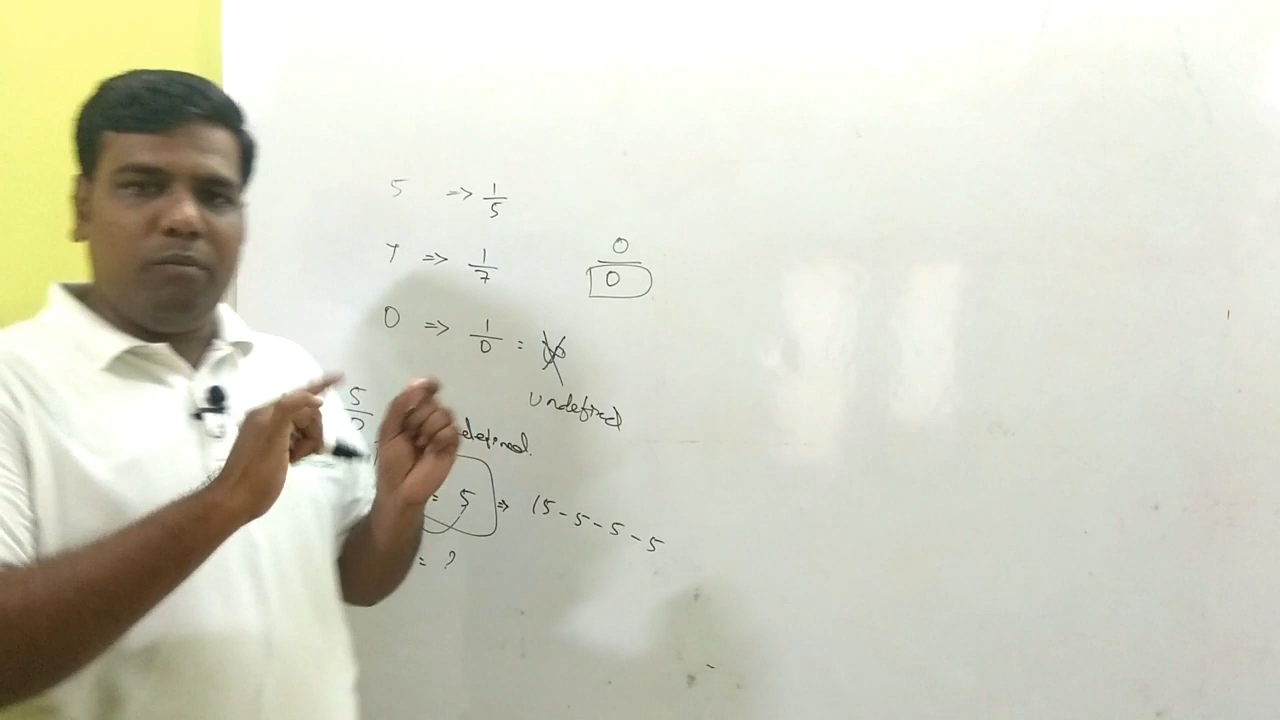 5 => 1/5
7 => 1/7
0/0
0 => 1/0 =
undefined
5
defined.
= 5 => 15 - 5 - 5 - 5
= ?